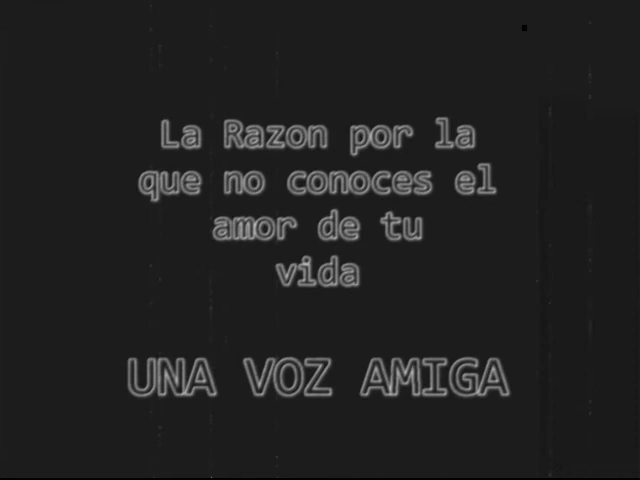 La Razon por la
que no conoces el
amor de tu
vida
UNA VOZ AMIGA